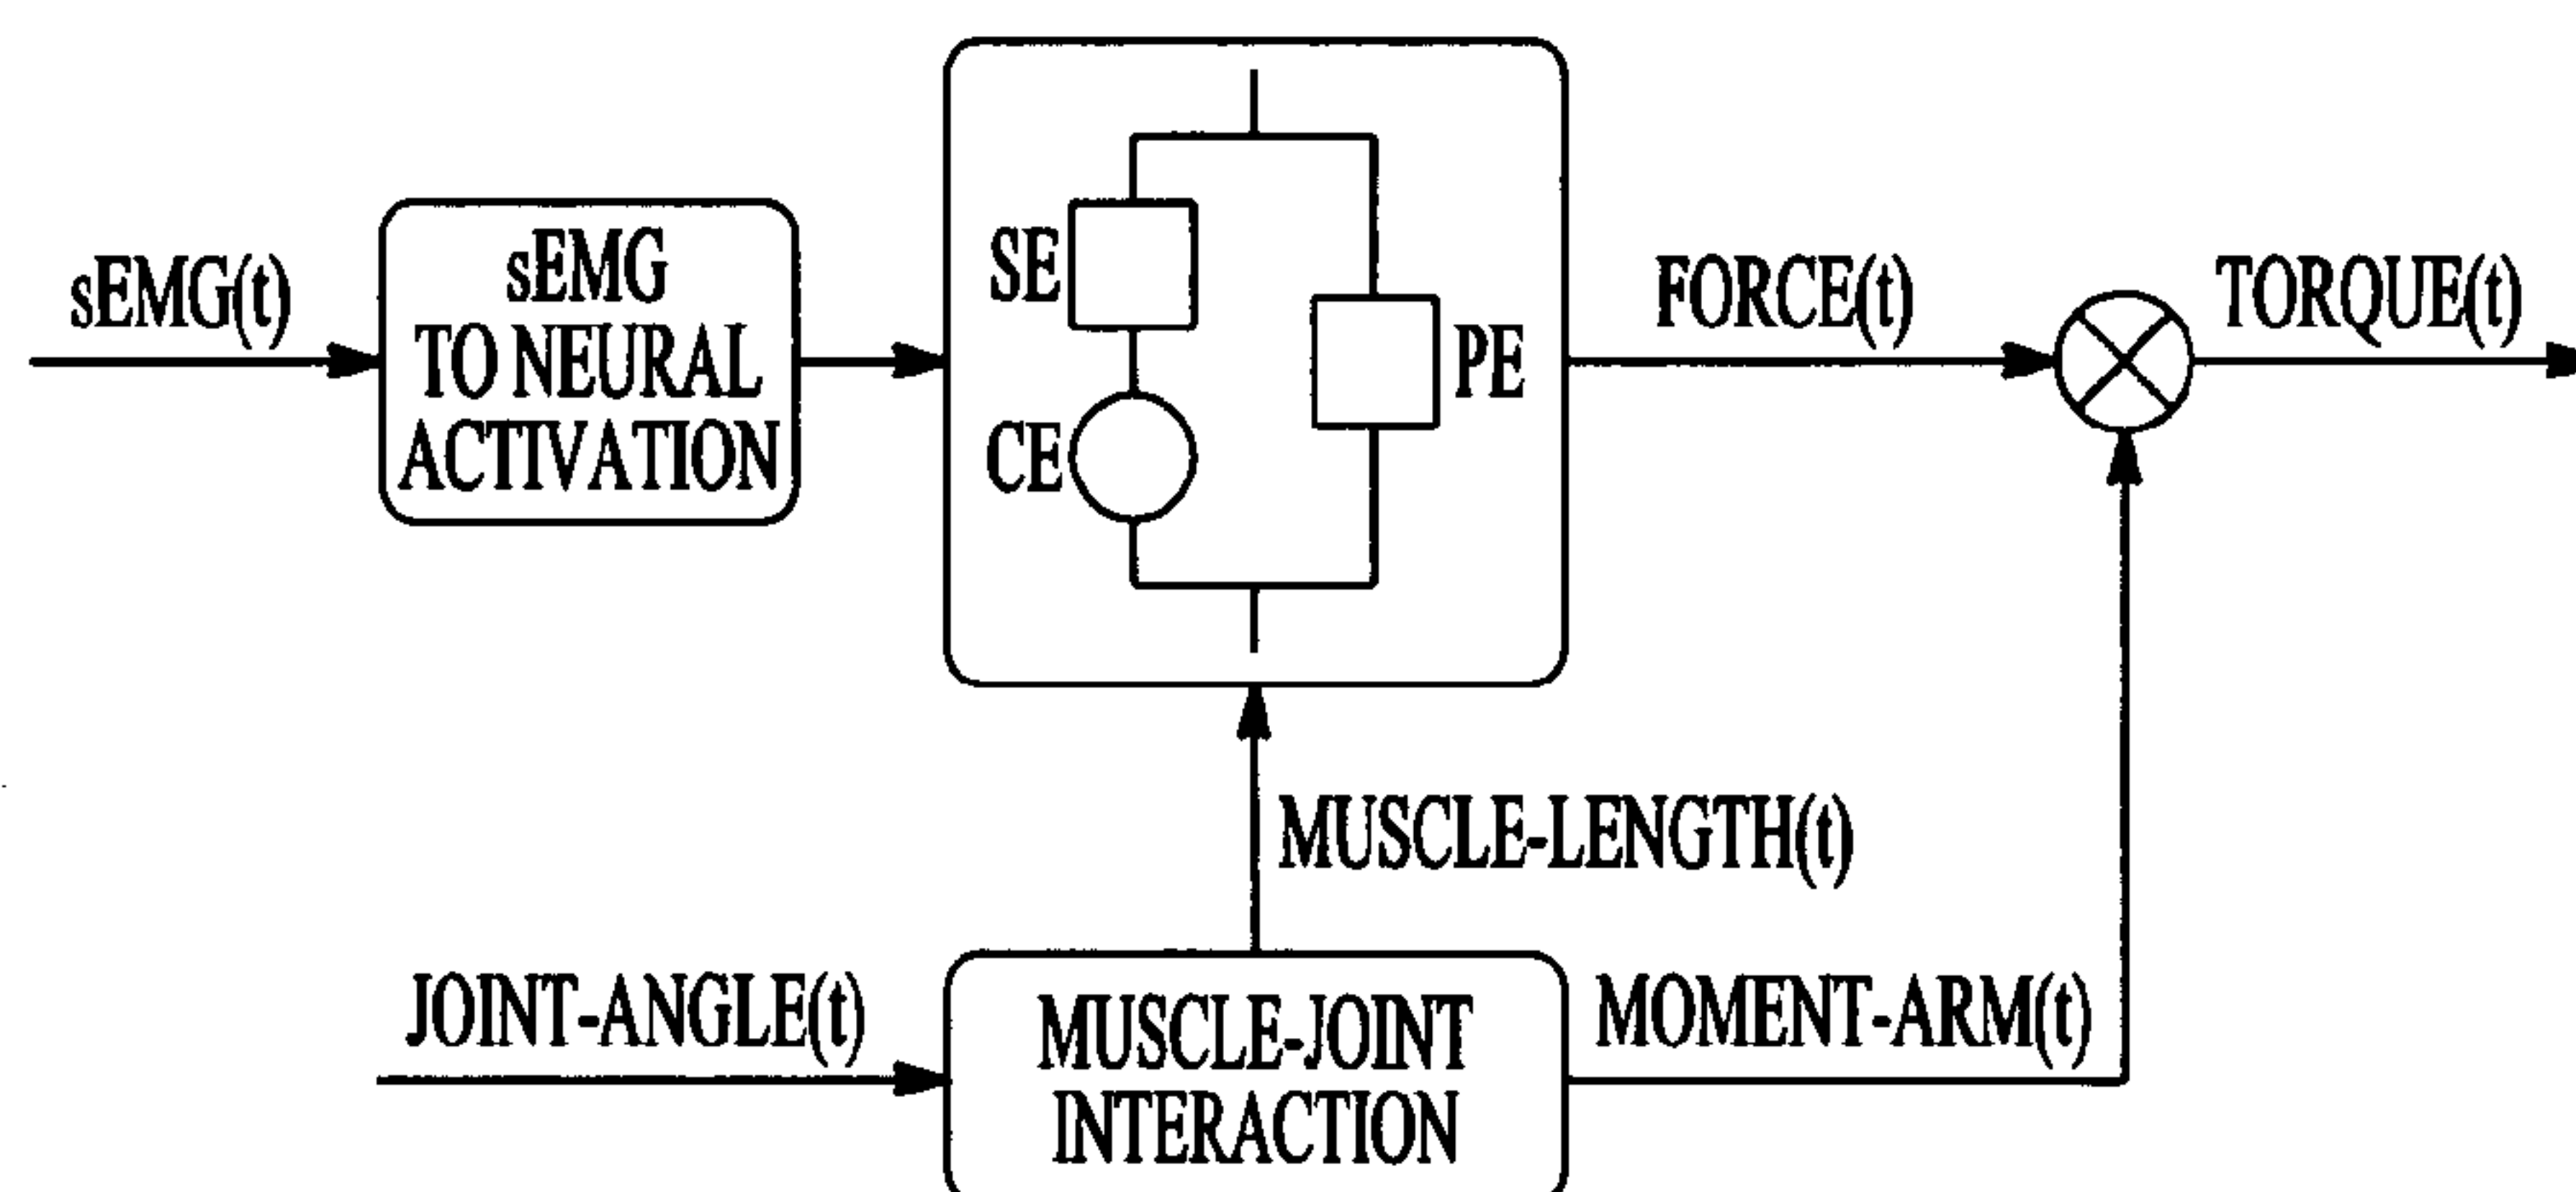 sEMG(t)
sEMG
TO NEURAL
ACTIVATION
SE
CE
PE
FORCE(t)
TORQUE(t)
MUSCLE-LENGTH(t)
JOINT-ANGLE(t)
MUSCLE-JOINT
INTERACTION
MOMENT-ARM(t)